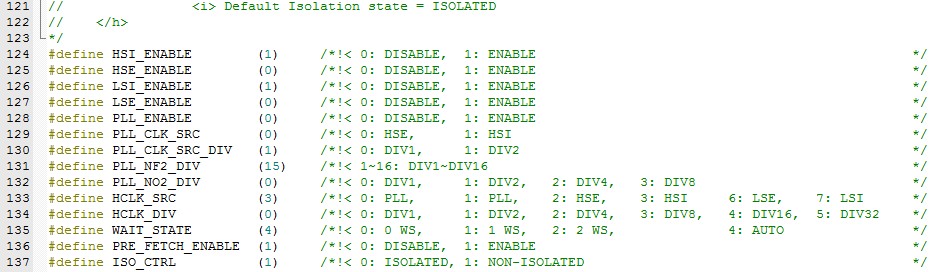 121 //                <i> Default Isolation state = ISOLATED
122 //    </h>
123 */
124 #define HSI_ENABLE        (1)     /*!< 0: DISABLE,  1: ENABLE                                                */
125 #define HSE_ENABLE        (0)     /*!< 0: DISABLE,  1: ENABLE                                                */
126 #define LSI_ENABLE        (1)     /*!< 0: DISABLE,  1: ENABLE                                                */
127 #define LSE_ENABLE        (0)     /*!< 0: DISABLE,  1: ENABLE                                                */
128 #define PLL_ENABLE        (0)     /*!< 0: DISABLE,  1: ENABLE                                                */
129 #define PLL_CLK_SRC       (0)     /*!< 0: HSE,      1: HSI                                                   */
130 #define PLL_CLK_SRC_DIV   (1)     /*!< 0: DIV1,     1: DIV2                                                  */
131 #define PLL_NF2_DIV       (15)    /*!< 1~16: DIV1~DIV16                                                      */
132 #define PLL_NO2_DIV       (0)     /*!< 0: DIV1,     1: DIV2,   2: DIV4,   3: DIV8                            */
133 #define HCLK_SRC          (3)     /*!< 0: PLL,      1: PLL,    2: HSE,    3: HSI     6: LSE,    7: LSI       */
134 #define HCLK_DIV          (0)     /*!< 0: DIV1,     1: DIV2,   2: DIV4,   3: DIV8,   4: DIV16,  5: DIV32     */
135 #define WAIT_STATE        (4)     /*!< 0: 0 WS,     1: 1 WS,   2: 2 WS,              4: AUTO                 */
136 #define PRE_FETCH_ENABLE  (1)     /*!< 0: DISABLE,  1: ENABLE                                                */
137 #define ISO_CTRL          (1)     /*!< 0: ISOLATED, 1: NON-ISOLATED                                          */